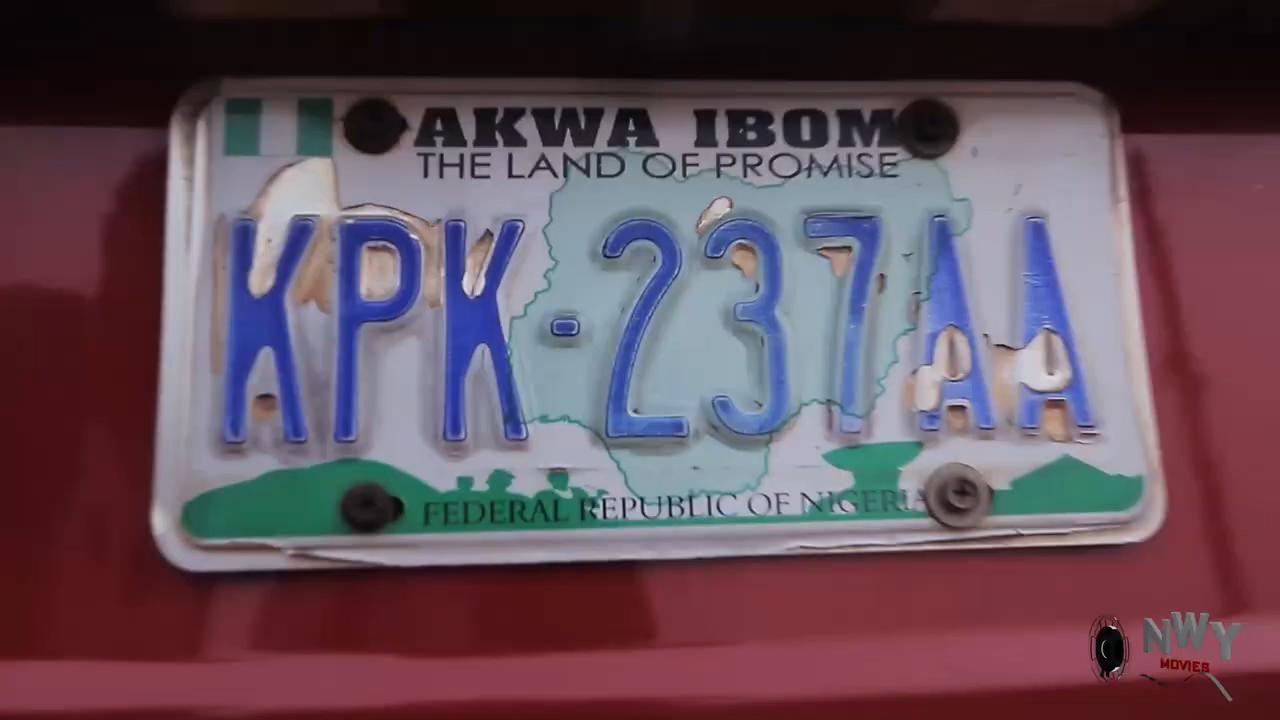 AKWA IBOM
THE LAND OF PROMISE
KPK-237AA
FEDERAL REPUBLIC OF NIGERIA
NWY
MOVIES